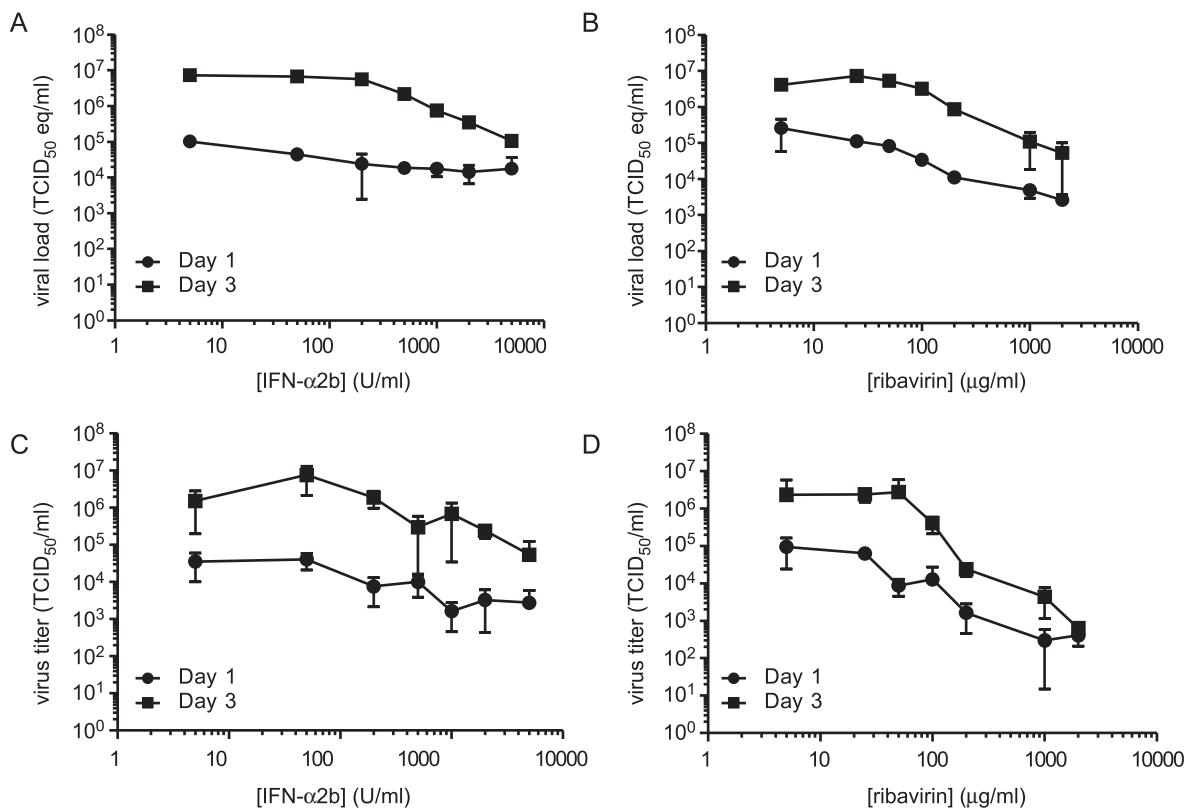 A
B
viral load (TCID50 eq/ml)
10^8
10^7
10^6
10^5
10^4
10^3
10^2
10^1
10^0
Day 1
Day 3
1 10 100 1000 10000
[IFN-α2b] (U/ml)
viral load (TCID50 eq/ml)
10^8
10^7
10^6
10^5
10^4
10^3
10^2
10^1
10^0
Day 1
Day 3
1 10 100 1000 10000
[ribavirin] (μg/ml)
C
D
virus titer (TCID50/ml)
10^8
10^7
10^6
10^5
10^4
10^3
10^2
10^1
10^0
Day 1
Day 3
1 10 100 1000 10000
[IFN-α2b] (U/ml)
virus titer (TCID50/ml)
10^8
10^7
10^6
10^5
10^4
10^3
10^2
10^1
10^0
Day 1
Day 3
1 10 100 1000 10000
[ribavirin] (μg/ml)